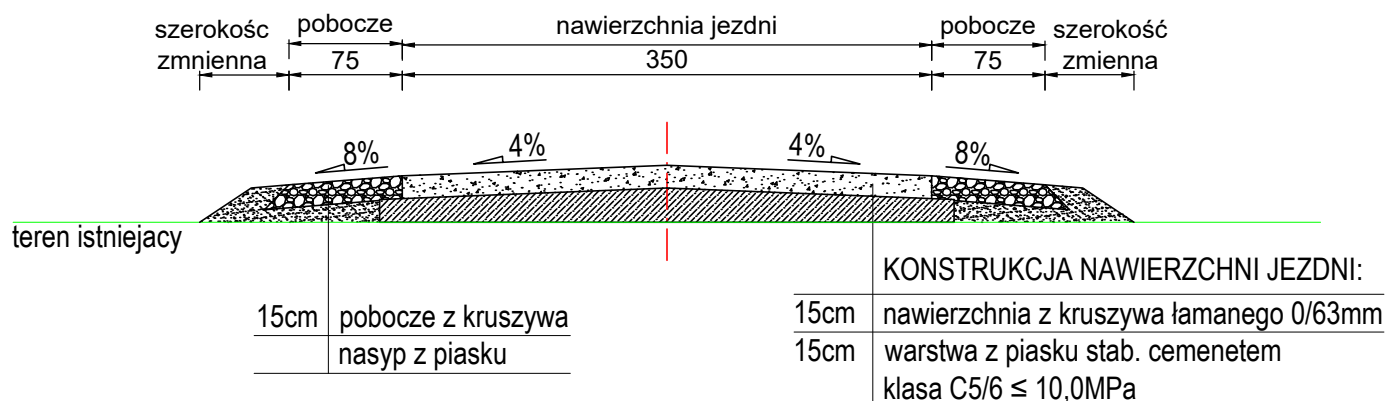 szerokośc zmnienna
pobocze
nawierzchnia jezdni
pobocze
szerokość zmienna
75
350
75
8%
4%
4%
8%
teren istniejacy
15cm pobocze z kruszywa
nasyp z piasku
KONSTRUKCJA NAWIERZCHNI JEZDNI:
15cm nawierzchnia z kruszywa łamanego 0/63mm
15cm warstwa z piasku stab. cemenetem
klasa C5/6 ≤ 10,0MPa